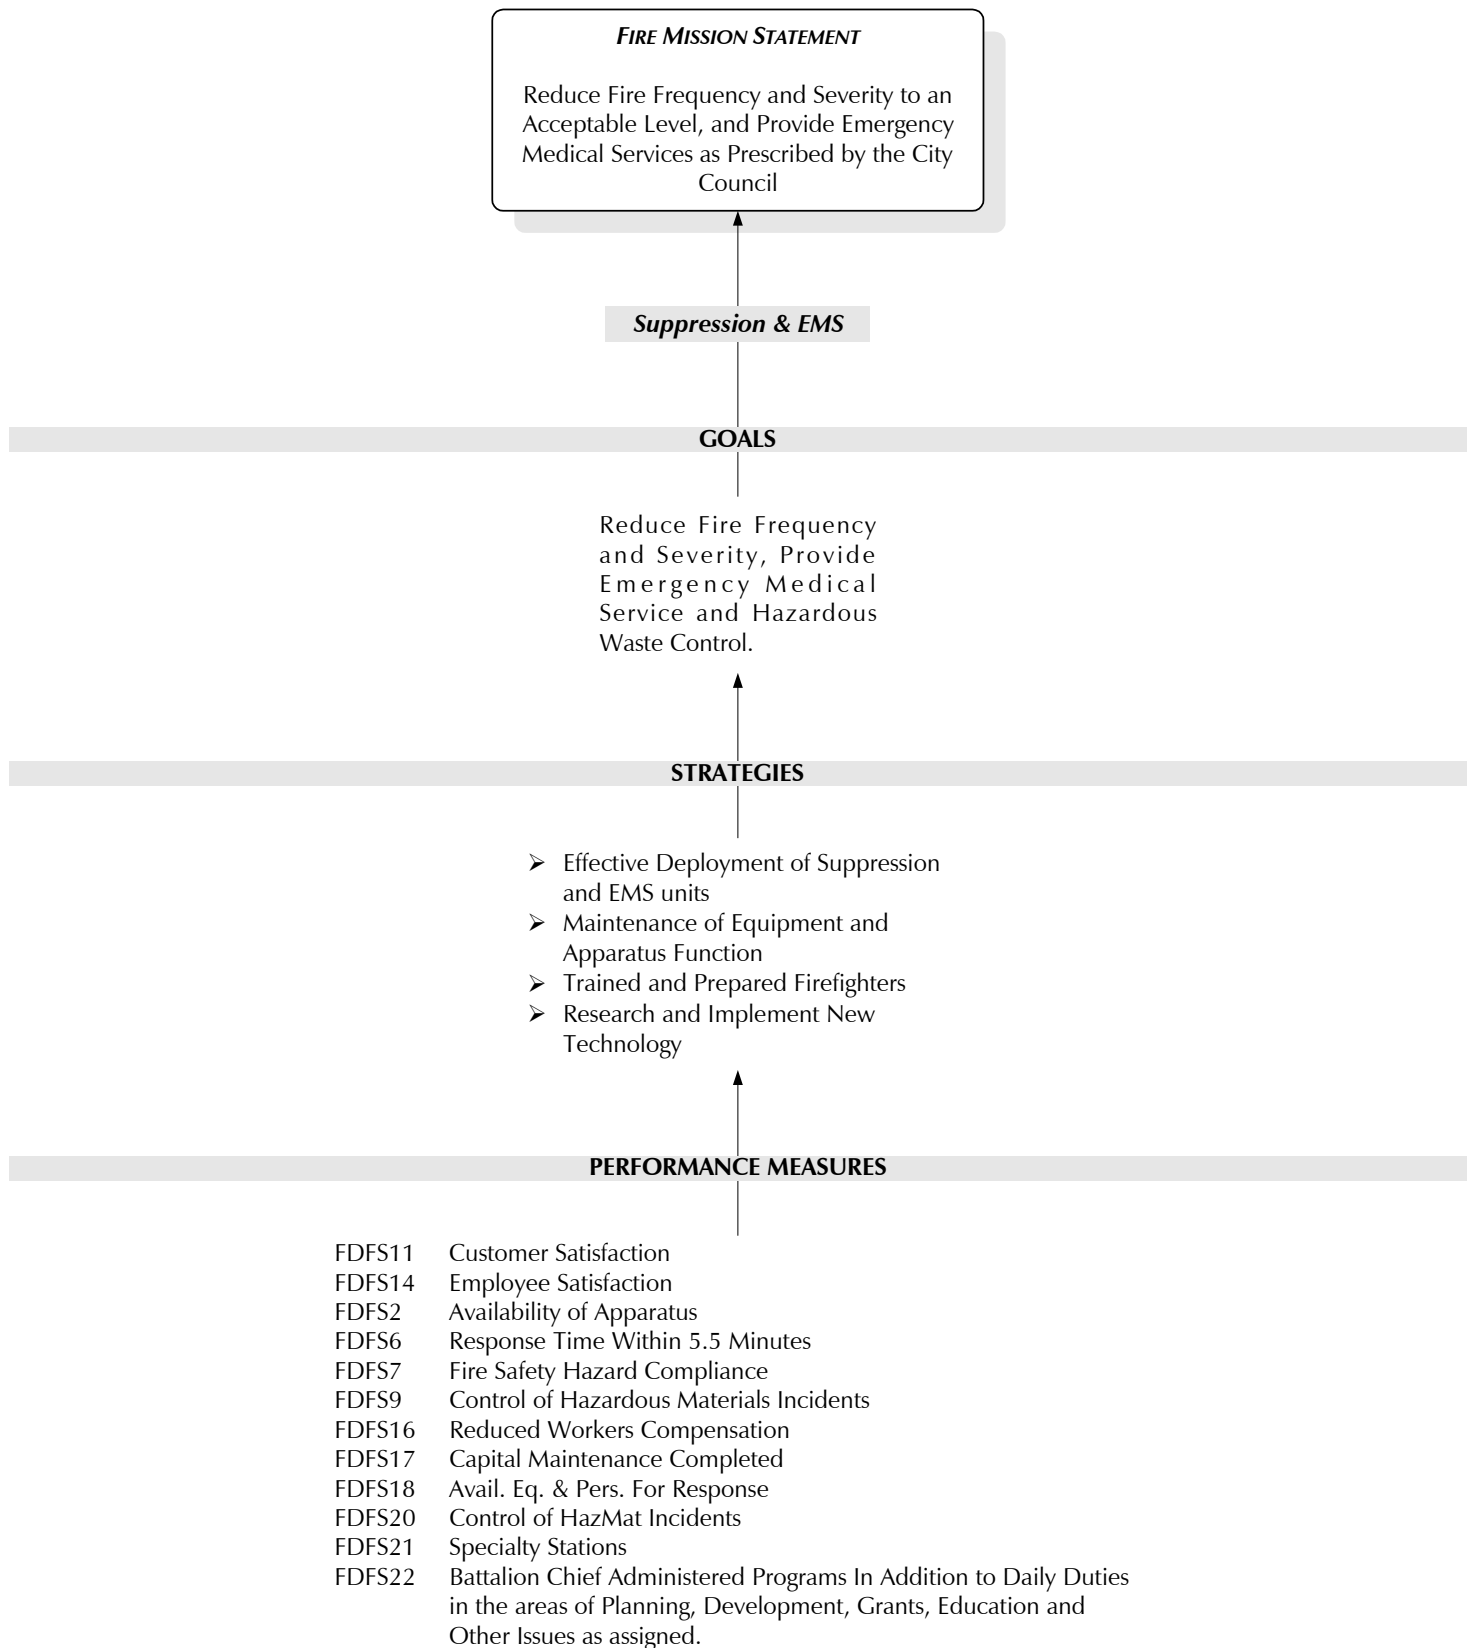 FIRE MISSION STATEMENT
Reduce Fire Frequency and Severity to an
Acceptable Level, and Provide Emergency
Medical Services as Prescribed by the City
Council
Suppression & EMS
GOALS
Reduce Fire Frequency
and Severity, Provide
Emergency Medical
Service and Hazardous
Waste Control.
STRATEGIES
➢ Effective Deployment of Suppression
and EMS units
➢ Maintenance of Equipment and
Apparatus Function
➢ Trained and Prepared Firefighters
➢ Research and Implement New
Technology
PERFORMANCE MEASURES
FDFS11 Customer Satisfaction
FDFS14 Employee Satisfaction
FDFS2 Availability of Apparatus
FDFS6 Response Time Within 5.5 Minutes
FDFS7 Fire Safety Hazard Compliance
FDFS9 Control of Hazardous Materials Incidents
FDFS16 Reduced Workers Compensation
FDFS17 Capital Maintenance Completed
FDFS18 Avail. Eq. & Pers. For Response
FDFS20 Control of HazMat Incidents
FDFS21 Specialty Stations
FDFS22 Battalion Chief Administered Programs In Addition to Daily Duties
in the areas of Planning, Development, Grants, Education and
Other Issues as assigned.